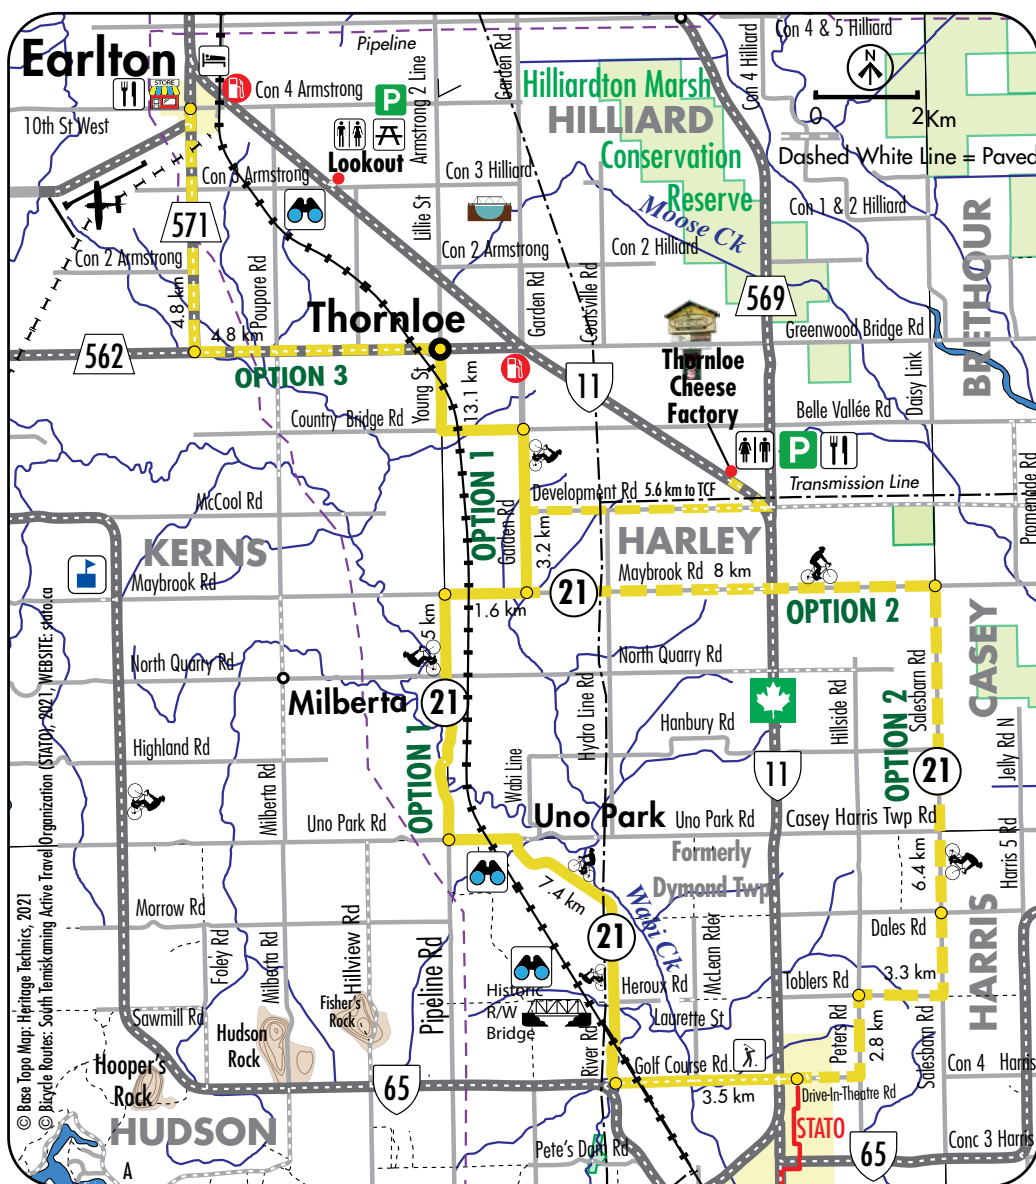 Earlton
Pipeline
Garden Rd
Con 4 Hilliard
Con 4 & 5 Hilliard
N
STORE
Con 4 Armstrong
P
Armstrong 2 Line
Hilliardton Marsh
HILLIARD
Conservation
Reserve
0 2 Km
10th St West
Lookout
Dashed White Line = Paved
Con 3 Armstrong
Con 3 Hilliard
Lillie St
Moose Ck
Con 1 & 2 Hilliard
571
Con 2 Armstrong
Con 2 Armstrong
Con 2 Hilliard
BRETHOUR
4.8 km
Poupore Rd
Garden Rd
569
Thornloe
4.8 km
Greenwood Bridge Rd
562
OPTION 3
Young St
13.1 km
11
Thornloe
Cheese
Factory
Daisy Link
Country Bridge Rd
Belle Vallée Rd
P
OPTION 1
Development Rd 5.6 km to TCF
Transmission Line
Promenade Rd
McCool Rd
Garden Rd
3.2 km
KERNS
HARLEY
Maybrook Rd
Maybrook Rd 8 km
21
1.6 km
OPTION 2
CASEY
North Quarry Rd
North Quarry Rd
Milberta
21
Hydro Line Rd
Hanbury Rd
Hillside Rd
Salesbarn Rd
OPTION 2
Highland Rd
OPTION 1
Wabi Line
11
21
Jelly Rd N
Milberta Rd
Uno Park Rd
Uno Park
Uno Park Rd
Casey Harris Twp Rd
Formerly
Dymond Twp
6.4 km
Harris 5 Rd
7.4 km
Wabi Ck
Morrow Rd
21
Dales Rd
Foley Rd
Milberta Rd
Hillview Rd
Pipeline Rd
Mclean Rder
HARRIS
Historic
R/W
Bridge
Heroux Rd
Toblers Rd
3.3 km
Fisher's
Rock
Sawmill Rd
Hudson
Rock
Laurette St
Peters Rd
2.8 km
Hooper's
Rock
65
River Rd
Golf Course Rd.
3.5 km
Drive-In-Theatre Rd
Con 4 Harris
HUDSON
STATO
65
Conc 3 Harris
Pete's Dam Rd
A
© Base Topo Map: Heritage Technics, 2021
© Bicycle Routes: South Temiskaming Active Travel Organization (STATO), 2021, WEBSITE: stato.ca